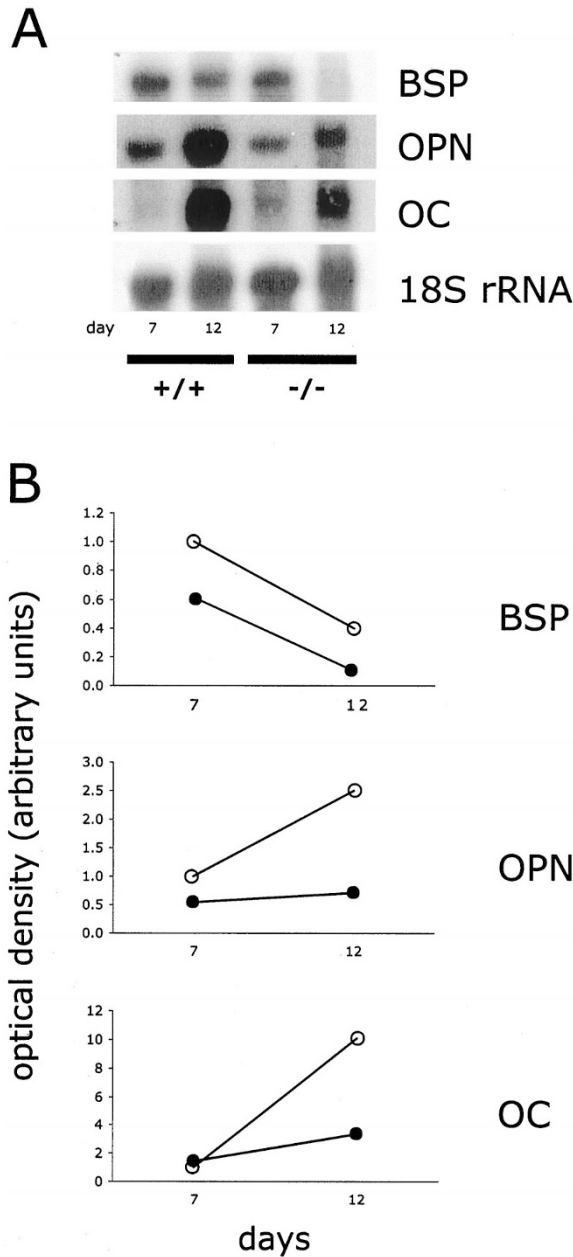 A
BSP
OPN
OC
18S rRNA
day 7 12 7 12
+/+ -/-
B
optical density (arbitrary units)
1.2
1.0
0.8
0.6
0.4
0.2
0.0
7 12
BSP
3.0
2.5
2.0
1.5
1.0
0.5
0.0
7 12
OPN
12
10
8
6
4
2
0
7 12
OC
days